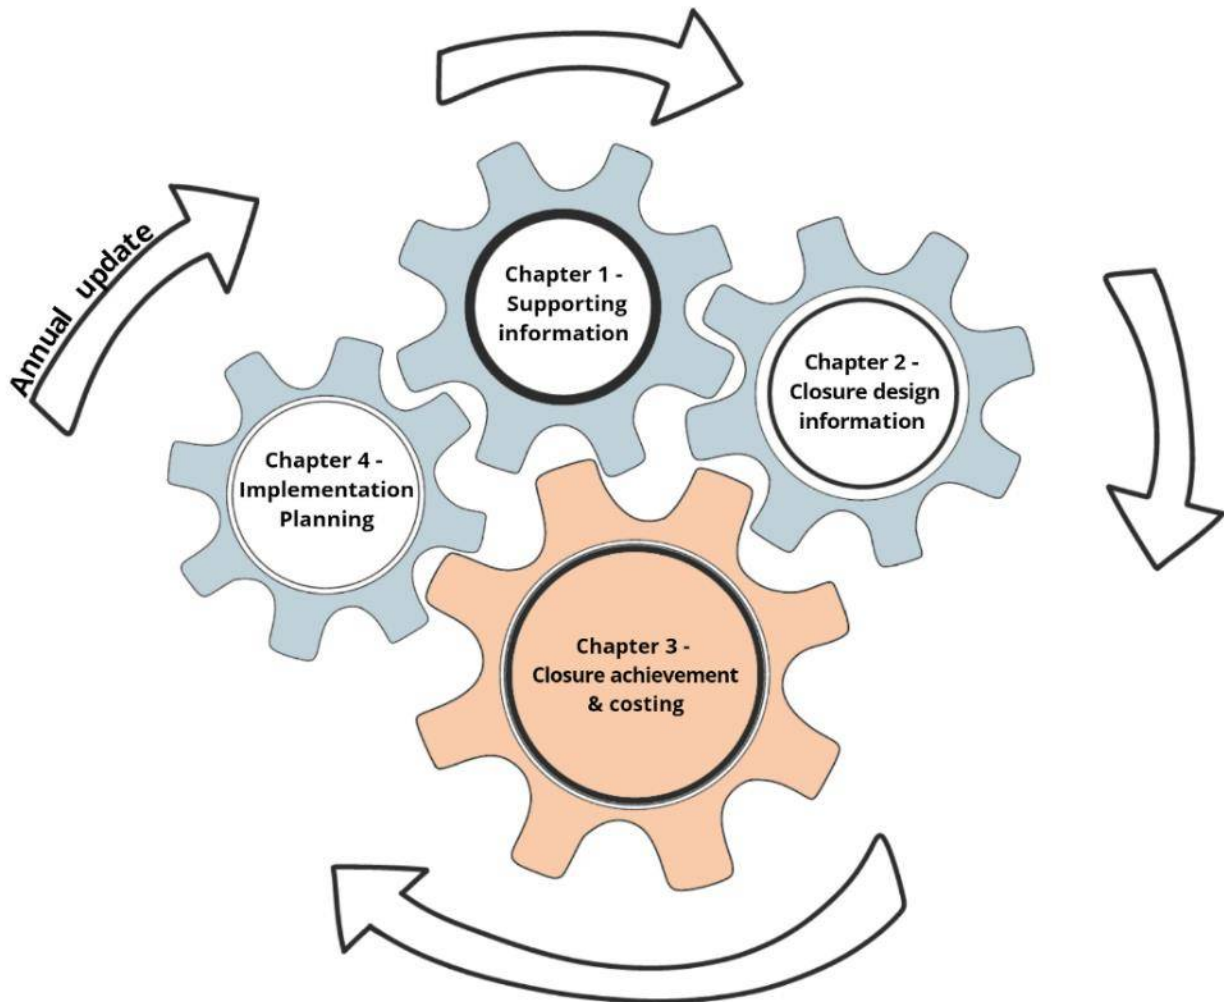 Annual update
Chapter 1 -
Supporting
information
Chapter 2 -
Closure design
information
Chapter 4 -
Implementation
Planning
Chapter 3 -
Closure achievement
& costing